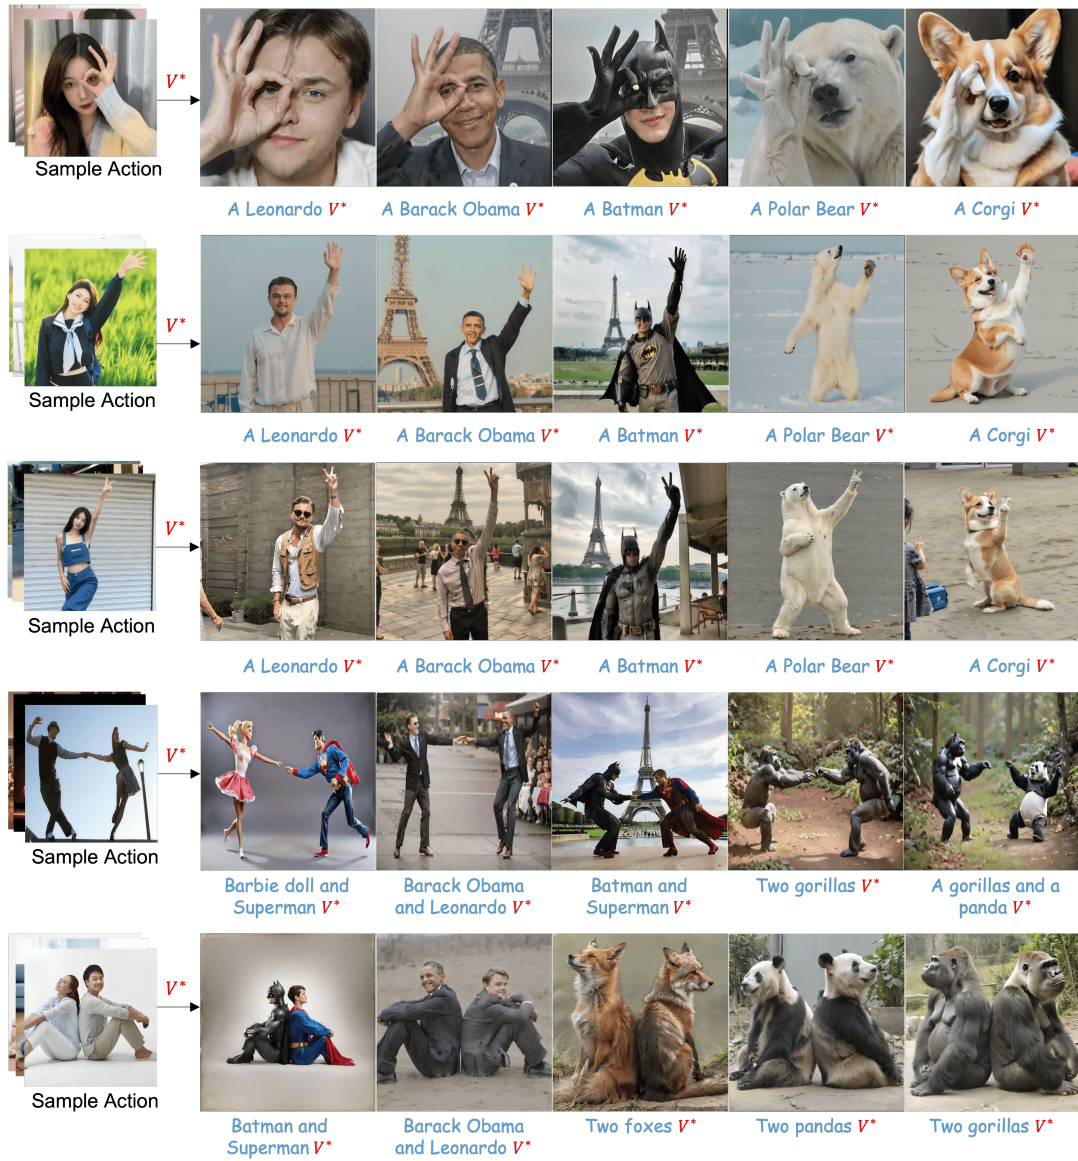 V*
Sample Action
A Leonardo V*
A Barack Obama V*
A Batman V*
A Polar Bear V*
A Corgi V*
V*
Sample Action
A Leonardo V*
A Barack Obama V*
A Batman V*
A Polar Bear V*
A Corgi V*
V*
Sample Action
A Leonardo V*
A Barack Obama V*
A Batman V*
A Polar Bear V*
A Corgi V*
V*
Sample Action
Barbie doll and
Superman V*
Barack Obama
and Leonardo V*
Batman and
Superman V*
Two gorillas V*
A gorillas and a
panda V*
V*
Sample Action
Batman and
Superman V*
Barack Obama
and Leonardo V*
Two foxes V*
Two pandas V*
Two gorillas V*